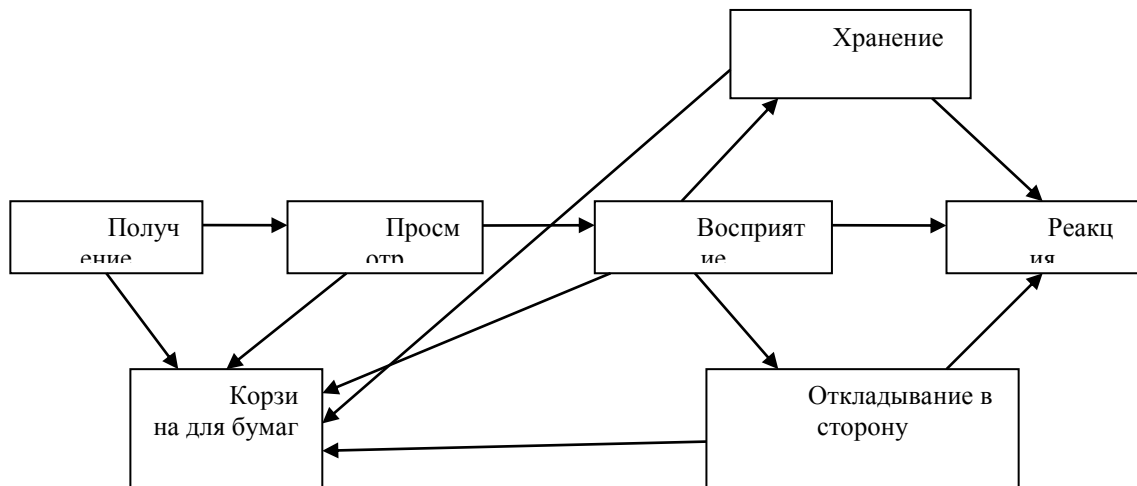 Хранение
Получ
ение
Просм
отр
Восприят
ие
Реакц
ия
Корзи
на для бумаг
Откладывание в
сторону